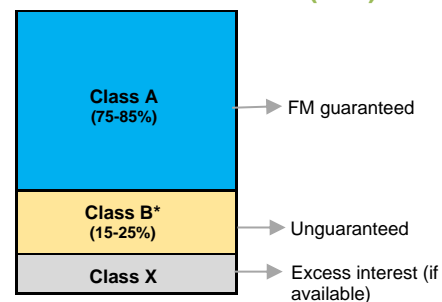 Class A
(75-85%)
FM guaranteed
Class B*
(15-25%)
Unguaranteed
Class X
Excess interest (if
available)